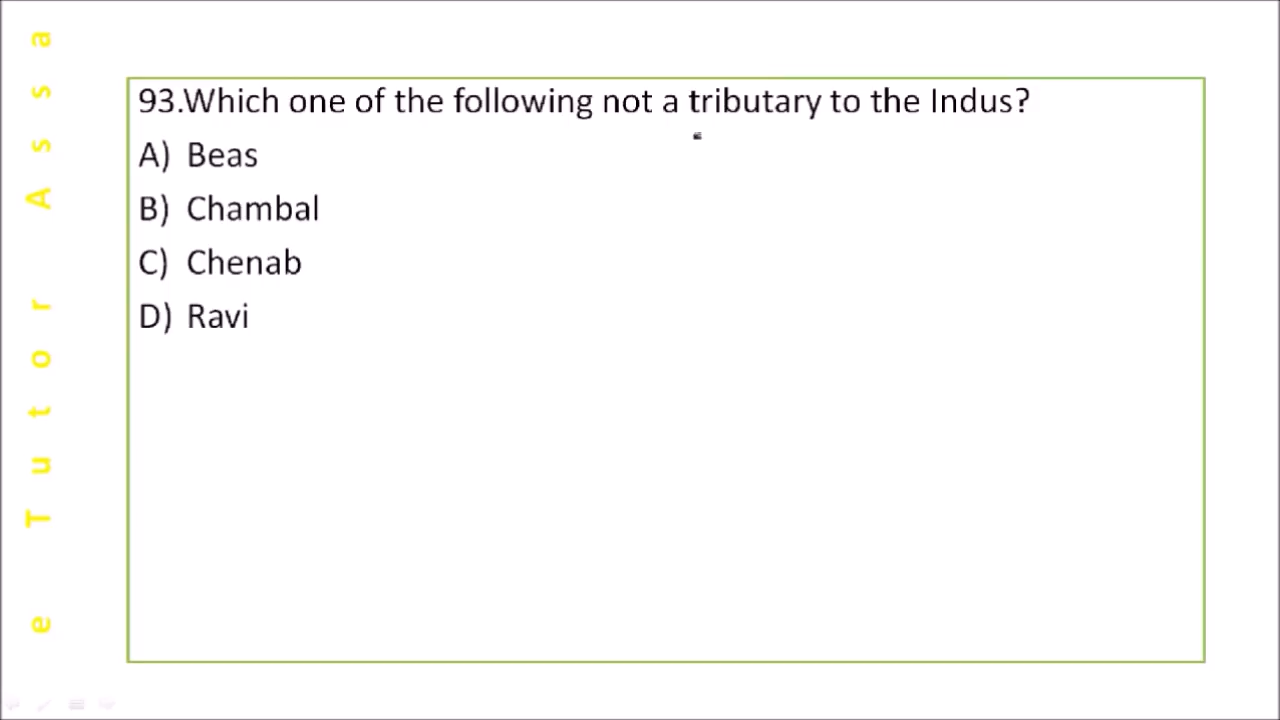 93.Which one of the following not a tributary to the Indus?
A) Beas
B) Chambal
C) Chenab
D) Ravi
e Tutor Assa